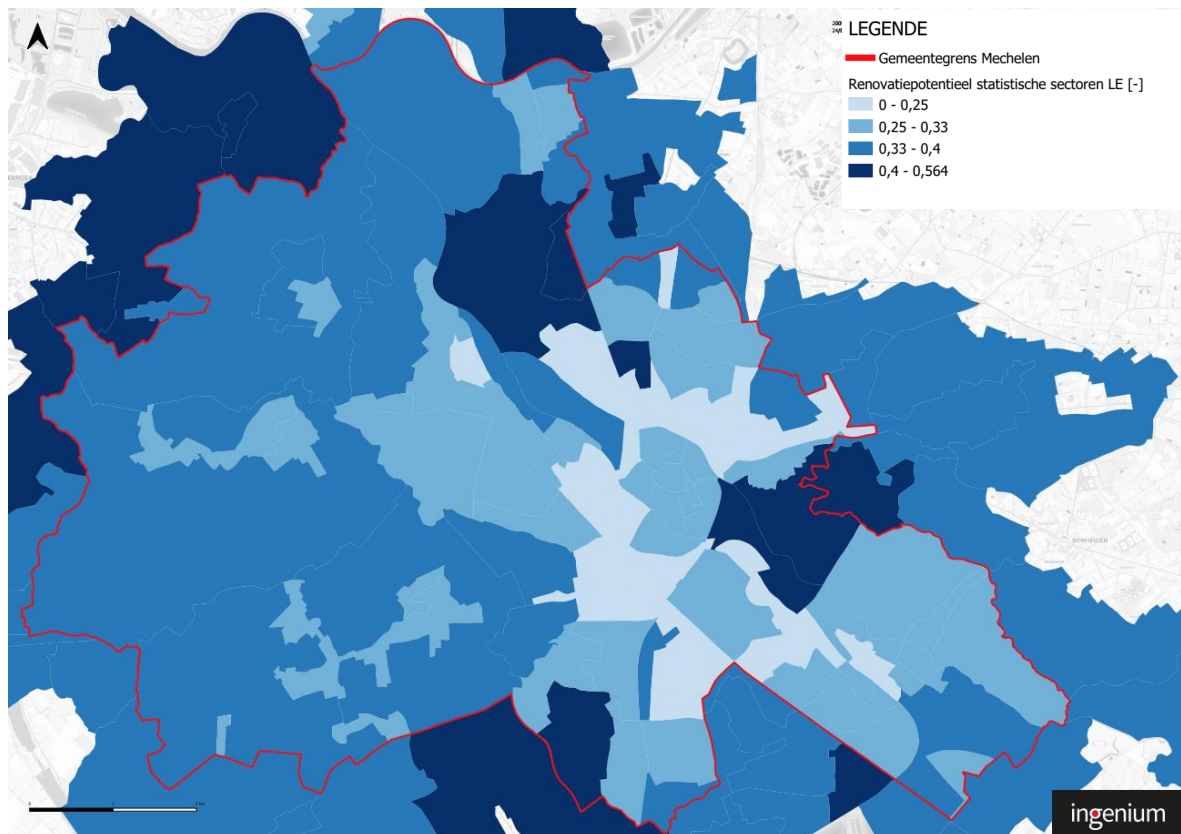 LEGENDE
Gemeentegrens Mechelen
Renovatiepotentieel statistische sectoren LE [-]
0 - 0,25
0,25 - 0,33
0,33 - 0,4
0,4 - 0,564
BONHEIDEN
ingenium